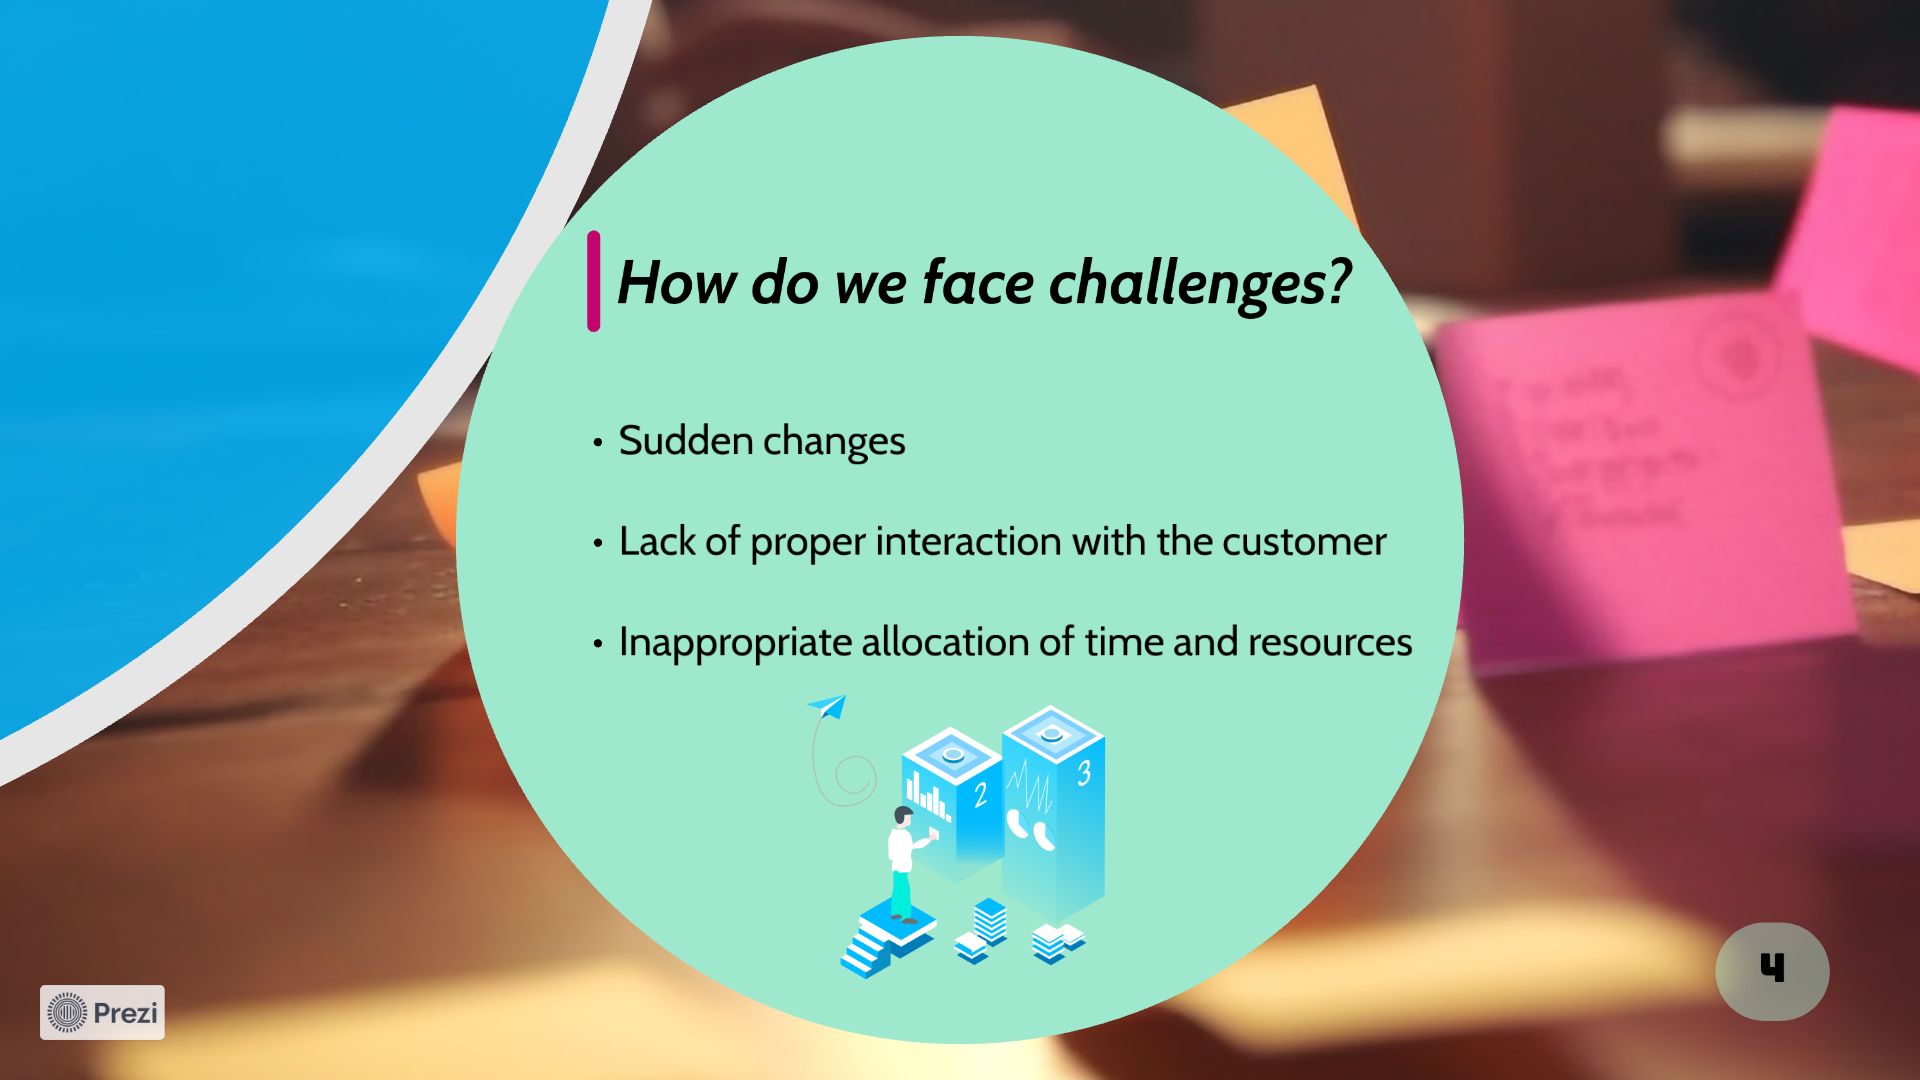 How do we face challenges?
• Sudden changes
• Lack of proper interaction with the customer
• Inappropriate allocation of time and resources
2
3
4
Prezi